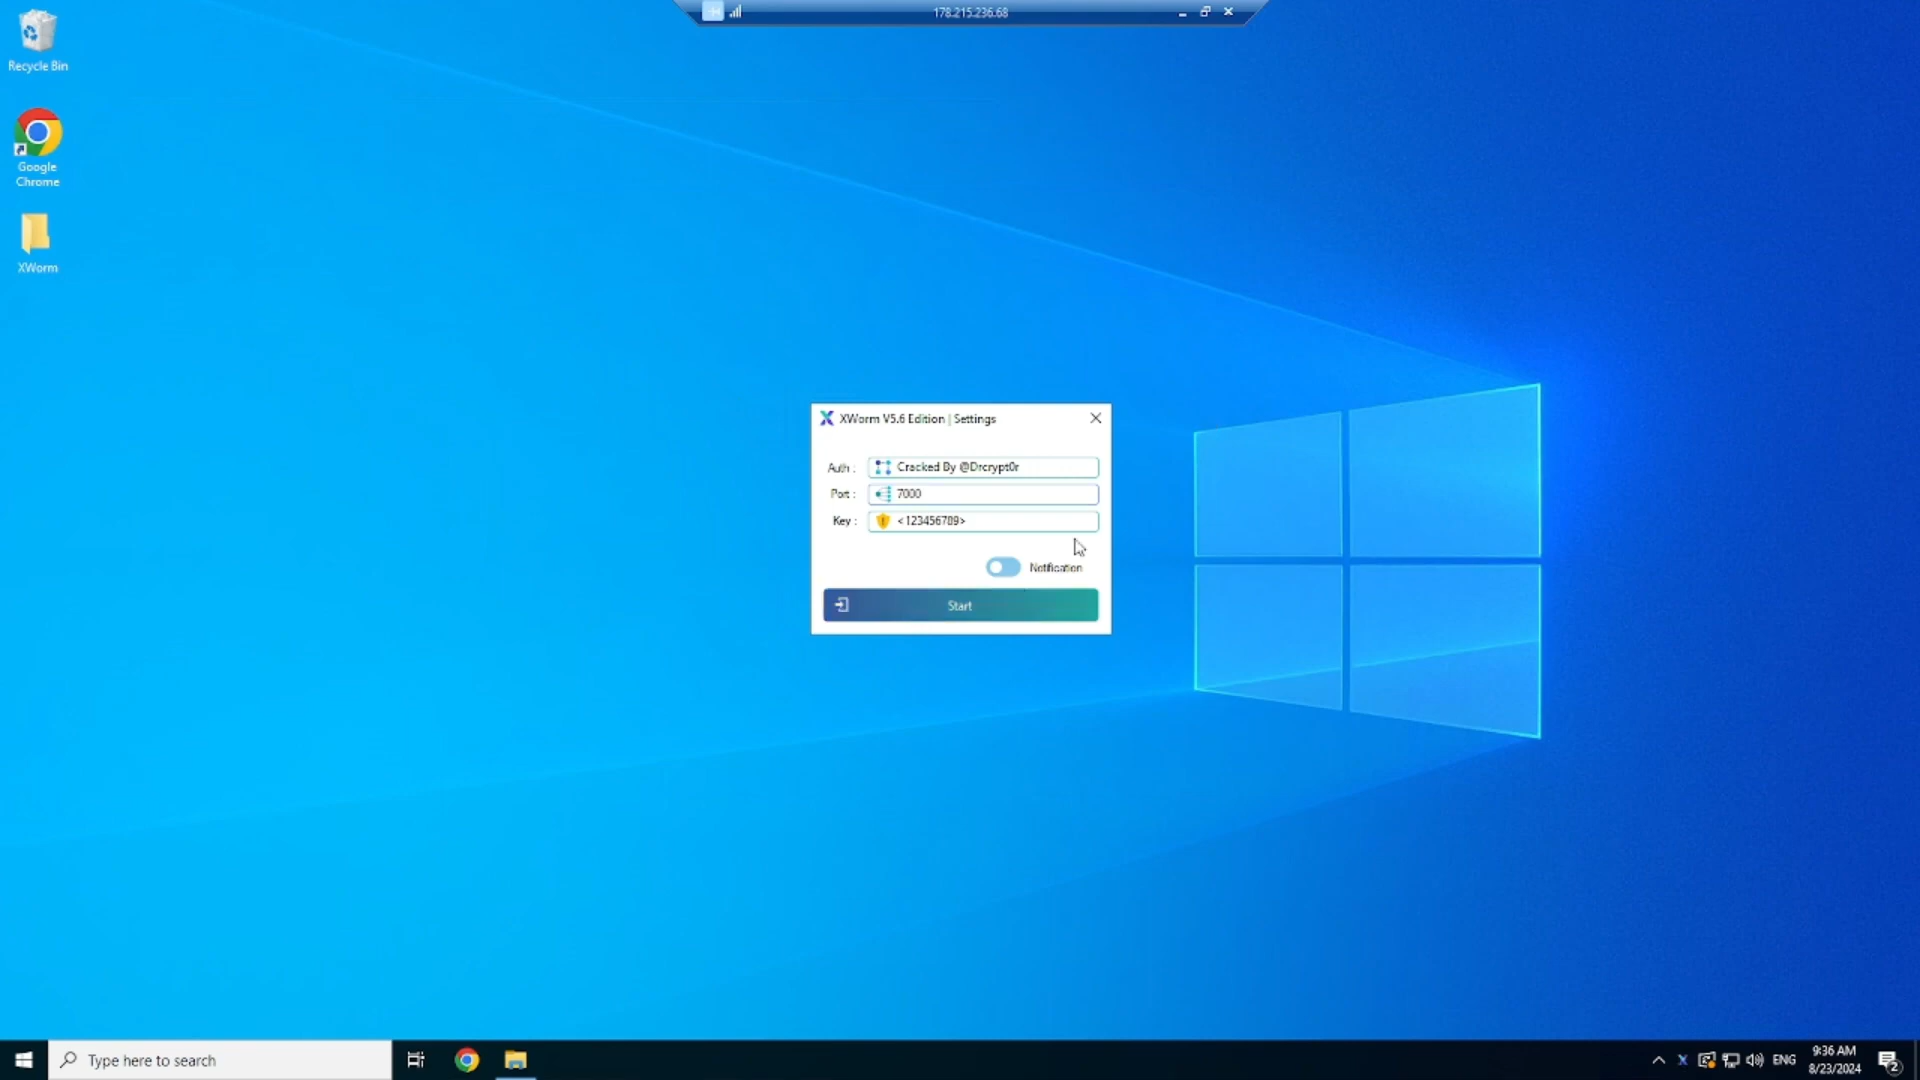 178.215.236.68
Recycle Bin
Google
Chrome
XWorm
XWorm V5.6 Edition | Settings
Auth :
Cracked By @Drcrypt0r
Port :
7000
Key :
<123456789>
Notification
Start
Type here to search
ENG
9:36 AM
8/23/2024
2